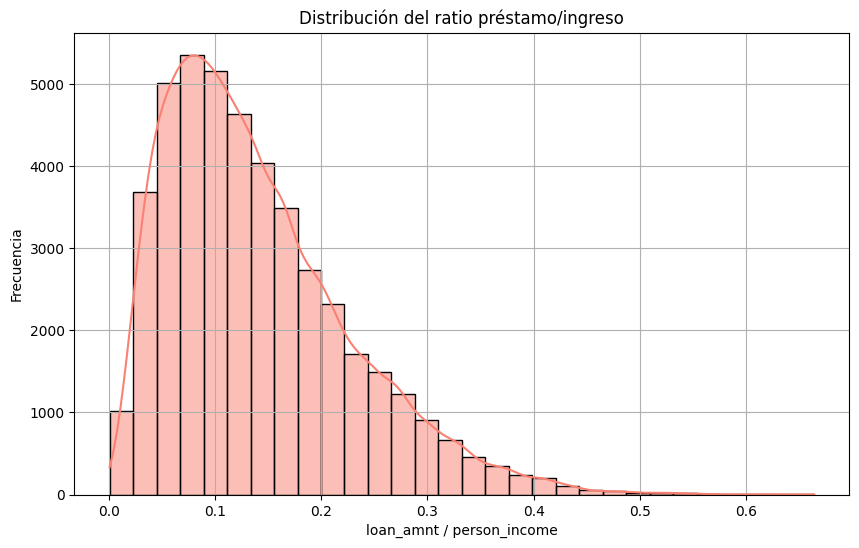 Distribución del ratio préstamo/ingreso
Frecuencia
5000
4000
3000
2000
1000
0
0.0 0.1 0.2 0.3 0.4 0.5 0.6
loan_amnt / person_income